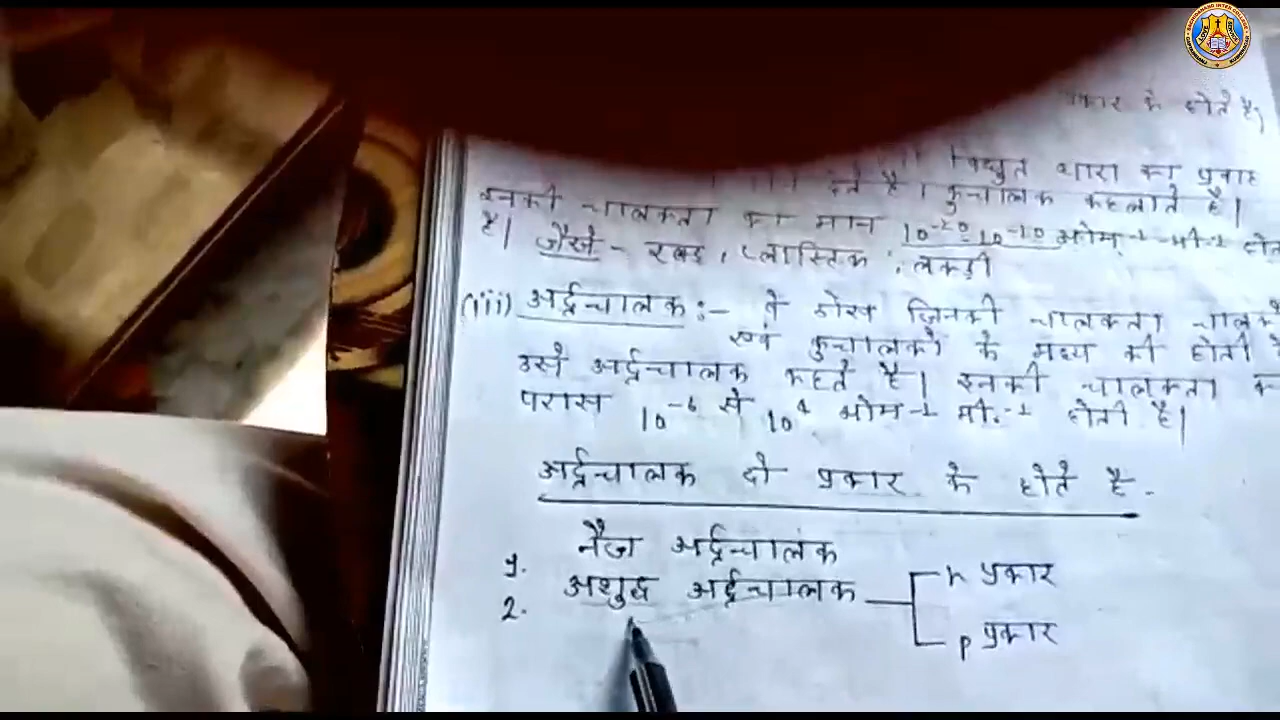 प्रकार के होते है।
विद्युत धारा का प्रवाह
है। कुचालक कहलाते है।
इनकी चालकता का मान 10⁻²⁰ 10⁻¹⁰ ओम⁻¹-मी⁻¹ होत
है। जैसे - रबड़, प्लास्टिक, लकड़ी
(iii) अर्द्धचालक :- वे ठोस जिनकी चालकता चालको
एवं कुचालको के मध्य की होती है
उसे अर्द्धचालक कहते है। इनकी चालकता क
परास 10⁻⁶ से 10⁴ ओम⁻¹ मी.⁻¹ होती है।
अर्द्धचालक दो प्रकार के होते है.
1. नैज अर्द्धचालक
2. अशुद्ध अर्द्धचालक
n प्रकार
p प्रकार